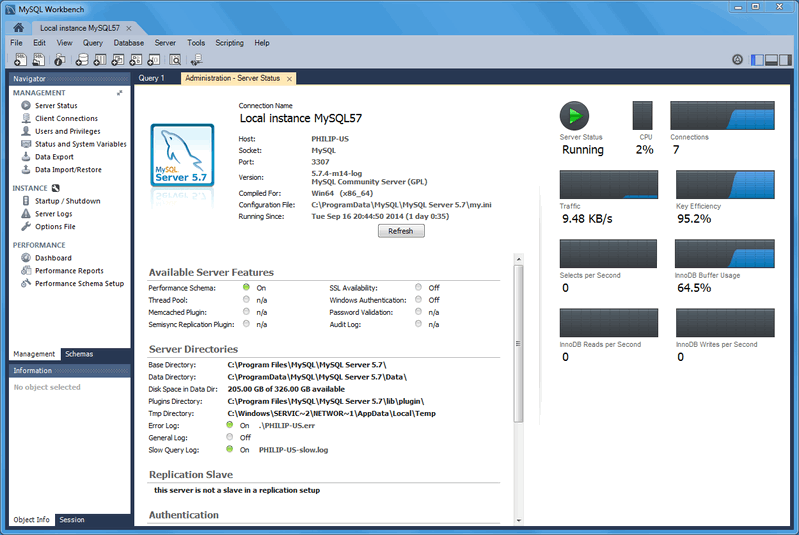 MySQL Workbench
Local instance MySQL57
File Edit View Query Database Server Tools Scripting Help
Navigator
MANAGEMENT
Server Status
Client Connections
Users and Privileges
Status and System Variables
Data Export
Data Import/Restore
INSTANCE
Startup / Shutdown
Server Logs
Options File
PERFORMANCE
Dashboard
Performance Reports
Performance Schema Setup
Management Schemas
Information
No object selected
Object Info Session
Query 1 Administration - Server Status
MySQL
Server 5.7
Connection Name
Local instance MySQL57
Host: PHILIP-US
Socket: MySQL
Port: 3307
Version: 5.7.4-m14-log
MySQL Community Server (GPL)
Compiled For: Win64 (x86_64)
Configuration File: C:\ProgramData\MySQL\MySQL Server 5.7\my.ini
Running Since: Tue Sep 16 20:44:50 2014 (1 day 0:35)
Refresh
Available Server Features
Performance Schema: On SSL Availability: Off
Thread Pool: n/a Windows Authentication: Off
Memcached Plugin: n/a Password Validation: n/a
Semisync Replication Plugin: n/a Audit Log: n/a
Server Directories
Base Directory: C:\Program Files\MySQL\MySQL Server 5.7\
Data Directory: C:\ProgramData\MySQL\MySQL Server 5.7\Data\
Disk Space in Data Dir: 205.00 GB of 326.00 GB available
Plugins Directory: C:\Program Files\MySQL\MySQL Server 5.7\lib\plugin\
Tmp Directory: C:\Windows\SERVIC~2\NETWOR~1\AppData\Local\Temp
Error Log: On .\PHILIP-US.err
General Log: Off
Slow Query Log: On PHILIP-US-slow.log
Replication Slave
this server is not a slave in a replication setup
Authentication
Server Status CPU Connections
Running 2% 7
Traffic Key Efficiency
9.48 KB/s 95.2%
Selects per Second InnoDB Buffer Usage
0 64.5%
InnoDB Reads per Second InnoDB Writes per Second
0 0